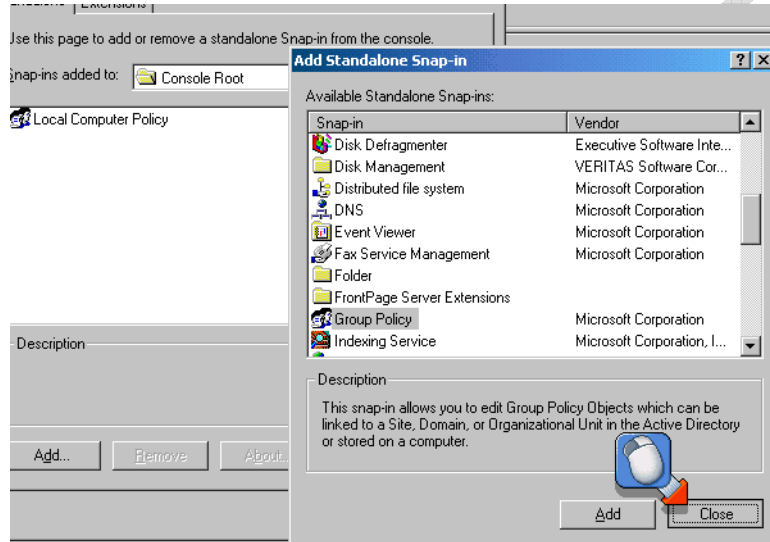 Standalone Extensions
Use this page to add or remove a standalone Snap-in from the console.
Snap-ins added to: Console Root
Local Computer Policy
Description
Add... Remove About...
Add Standalone Snap-in
Available Standalone Snap-ins:
Snap-in Vendor
Disk Defragmenter Executive Software Inte...
Disk Management VERITAS Software Cor...
Distributed file system Microsoft Corporation
DNS Microsoft Corporation
Event Viewer Microsoft Corporation
Fax Service Management Microsoft Corporation
Folder
FrontPage Server Extensions
Group Policy Microsoft Corporation
Indexing Service Microsoft Corporation, I...
Description
This snap-in allows you to edit Group Policy Objects which can be
linked to a Site, Domain, or Organizational Unit in the Active Directory
or stored on a computer.
Add Close